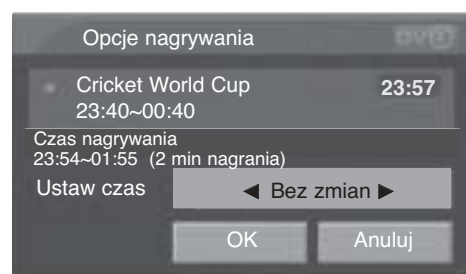 Opcje nagrywania
Cricket World Cup 23:57
23:40~00:40
Czas nagrywania
23:54~01:55 (2 min nagrania)
Ustaw czas ◀ Bez zmian ▶
OK Anuluj